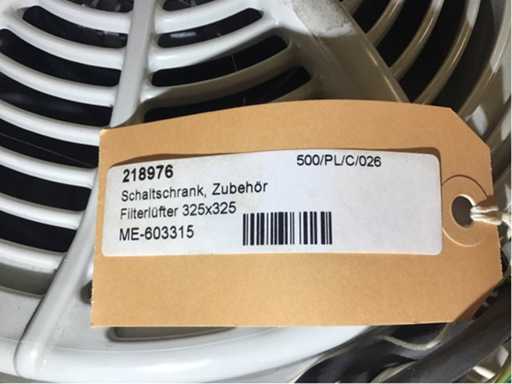 218976 500/PL/C/026
Schaltschrank, Zubehör
Filterlüfter 325x325
ME-603315